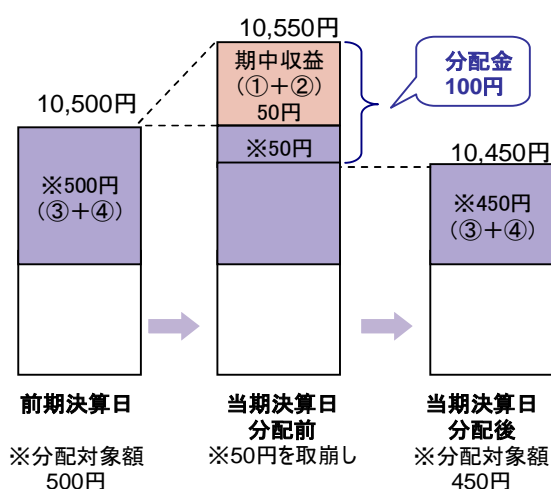 10,550円
期中収益
(①+②)
50円
分配金
100円
10,500円
※50円
10,450円
※500円
(③+④)
※450円
(③+④)
前期決算日
※分配対象額
500円
当期決算日
分配前
※50円を取崩し
当期決算日
分配後
※分配対象額
450円